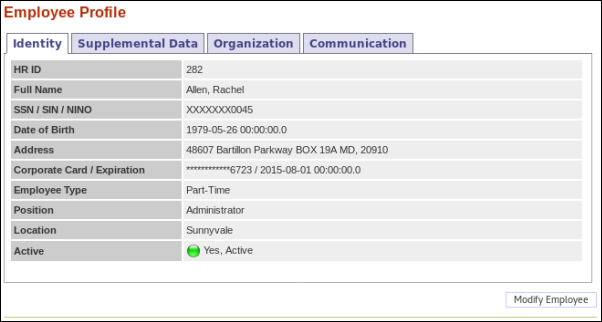 Employee Profile
Identity Supplemental Data Organization Communication
HR ID 282
Full Name Allen, Rachel
SSN / SIN / NINO XXXXXXX0045
Date of Birth 1979-05-26 00:00:00.0
Address 48607 Bartillon Parkway BOX 19A MD, 20910
Corporate Card / Expiration ************6723 / 2015-08-01 00:00:00.0
Employee Type Part-Time
Position Administrator
Location Sunnyvale
Active Yes, Active
Modify Employee